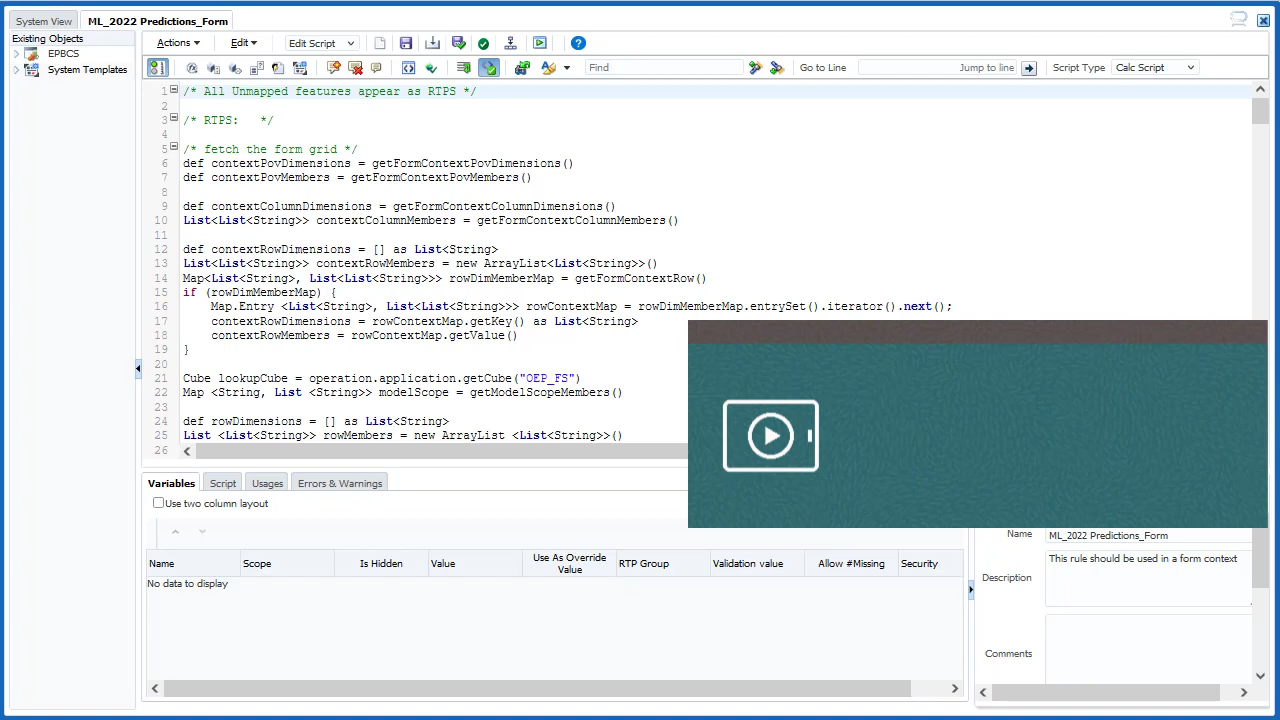 System View
ML_2022 Predictions_Form
Existing Objects
EPBCS
System Templates
Actions
Edit
Edit Script
Find
Go to Line
Jump to line
Script Type
Calc Script
1 /* All Unmapped features appear as RTPS */
2
3 /* RTPS:   */
4
5 /* fetch the form grid */
6 def contextPovDimensions = getFormContextPovDimensions()
7 def contextPovMembers = getFormContextPovMembers()
8
9 def contextColumnDimensions = getFormContextColumnDimensions()
10 List<List<String>> contextColumnMembers = getFormContextColumnMembers()
11
12 def contextRowDimensions = [] as List<String>
13 List<List<String>> contextRowMembers = new ArrayList<List<String>>()
14 Map<List<String>, List<List<String>>> rowDimMemberMap = getFormContextRow()
15 if (rowDimMemberMap) {
16     Map.Entry <List<String>, List<List<String>>> rowContextMap = rowDimMemberMap.entrySet().iterator().next();
17     contextRowDimensions = rowContextMap.getKey() as List<String>
18     contextRowMembers = rowContextMap.getValue()
19 }
20
21 Cube lookupCube = operation.application.getCube("OEP_FS")
22 Map <String, List <String>> modelScope = getModelScopeMembers()
23
24 def rowDimensions = [] as List<String>
25 List <List<String>> rowMembers = new ArrayList <List<String>>()
26
Variables
Script
Usages
Errors & Warnings
Use two column layout
Name
Scope
Is Hidden
Value
Use As Override Value
RTP Group
Validation value
Allow #Missing
Security
No data to display
Name
ML_2022 Predictions_Form
Description
This rule should be used in a form context
Comments